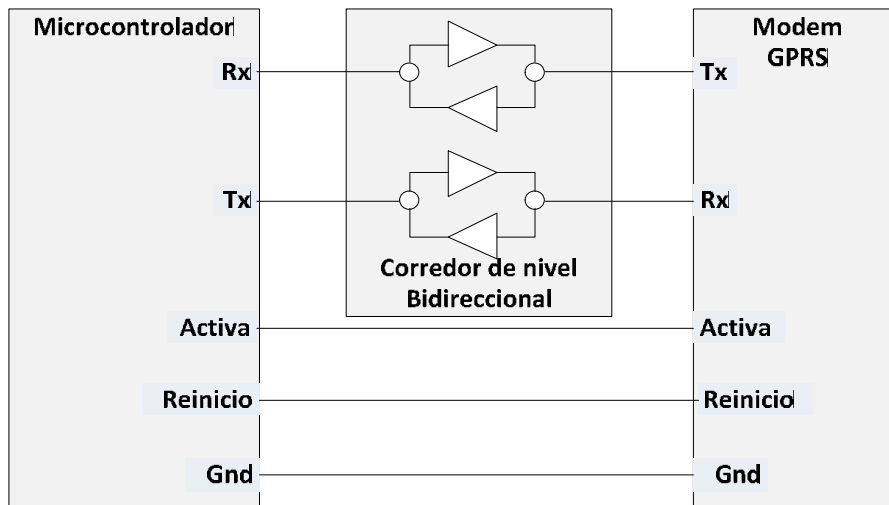 Microcontrolador
Modem
GPRS
Rx
Tx
Tx
Rx
Corredor de nivel
Bidireccional
Activa
Activa
Reinicio
Reinicio
Gnd
Gnd